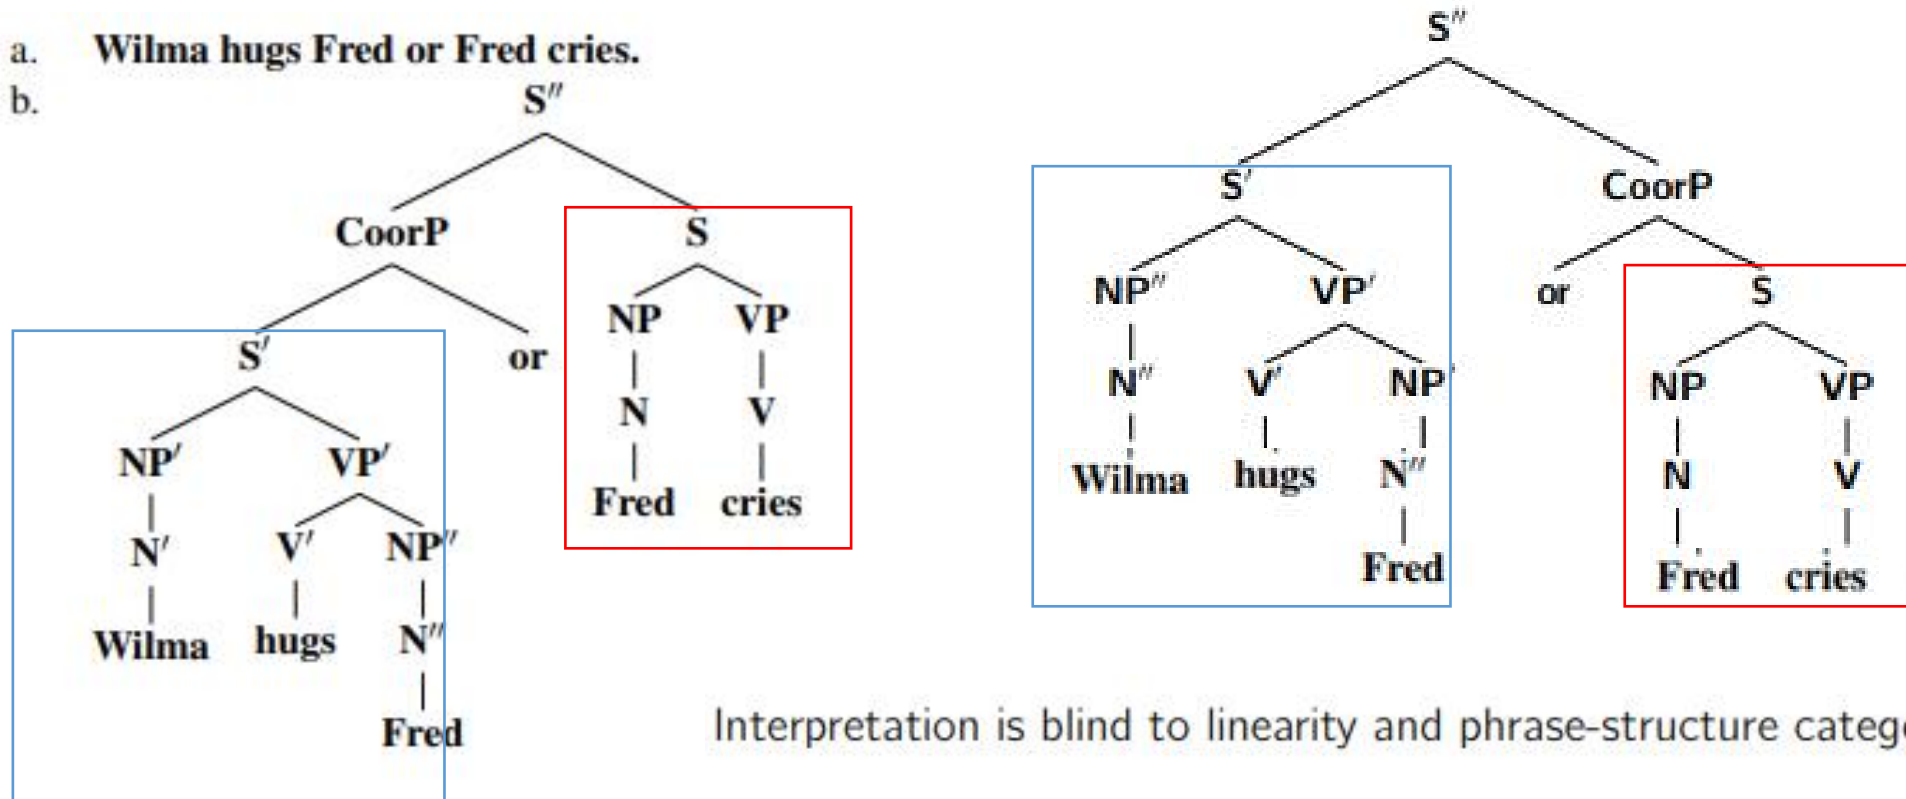 a. Wilma hugs Fred or Fred cries.
b. S″
CoorP S
S′ or NP VP
N V
NP′ VP′ Fred cries
N′ V′ NP″
Wilma hugs N″
Fred
S″
S′ CoorP
NP″ VP′ or S
N″ V′ NP′ NP VP
Wilma hugs N″ N V
Fred Fred cries
Interpretation is blind to linearity and phrase-structure